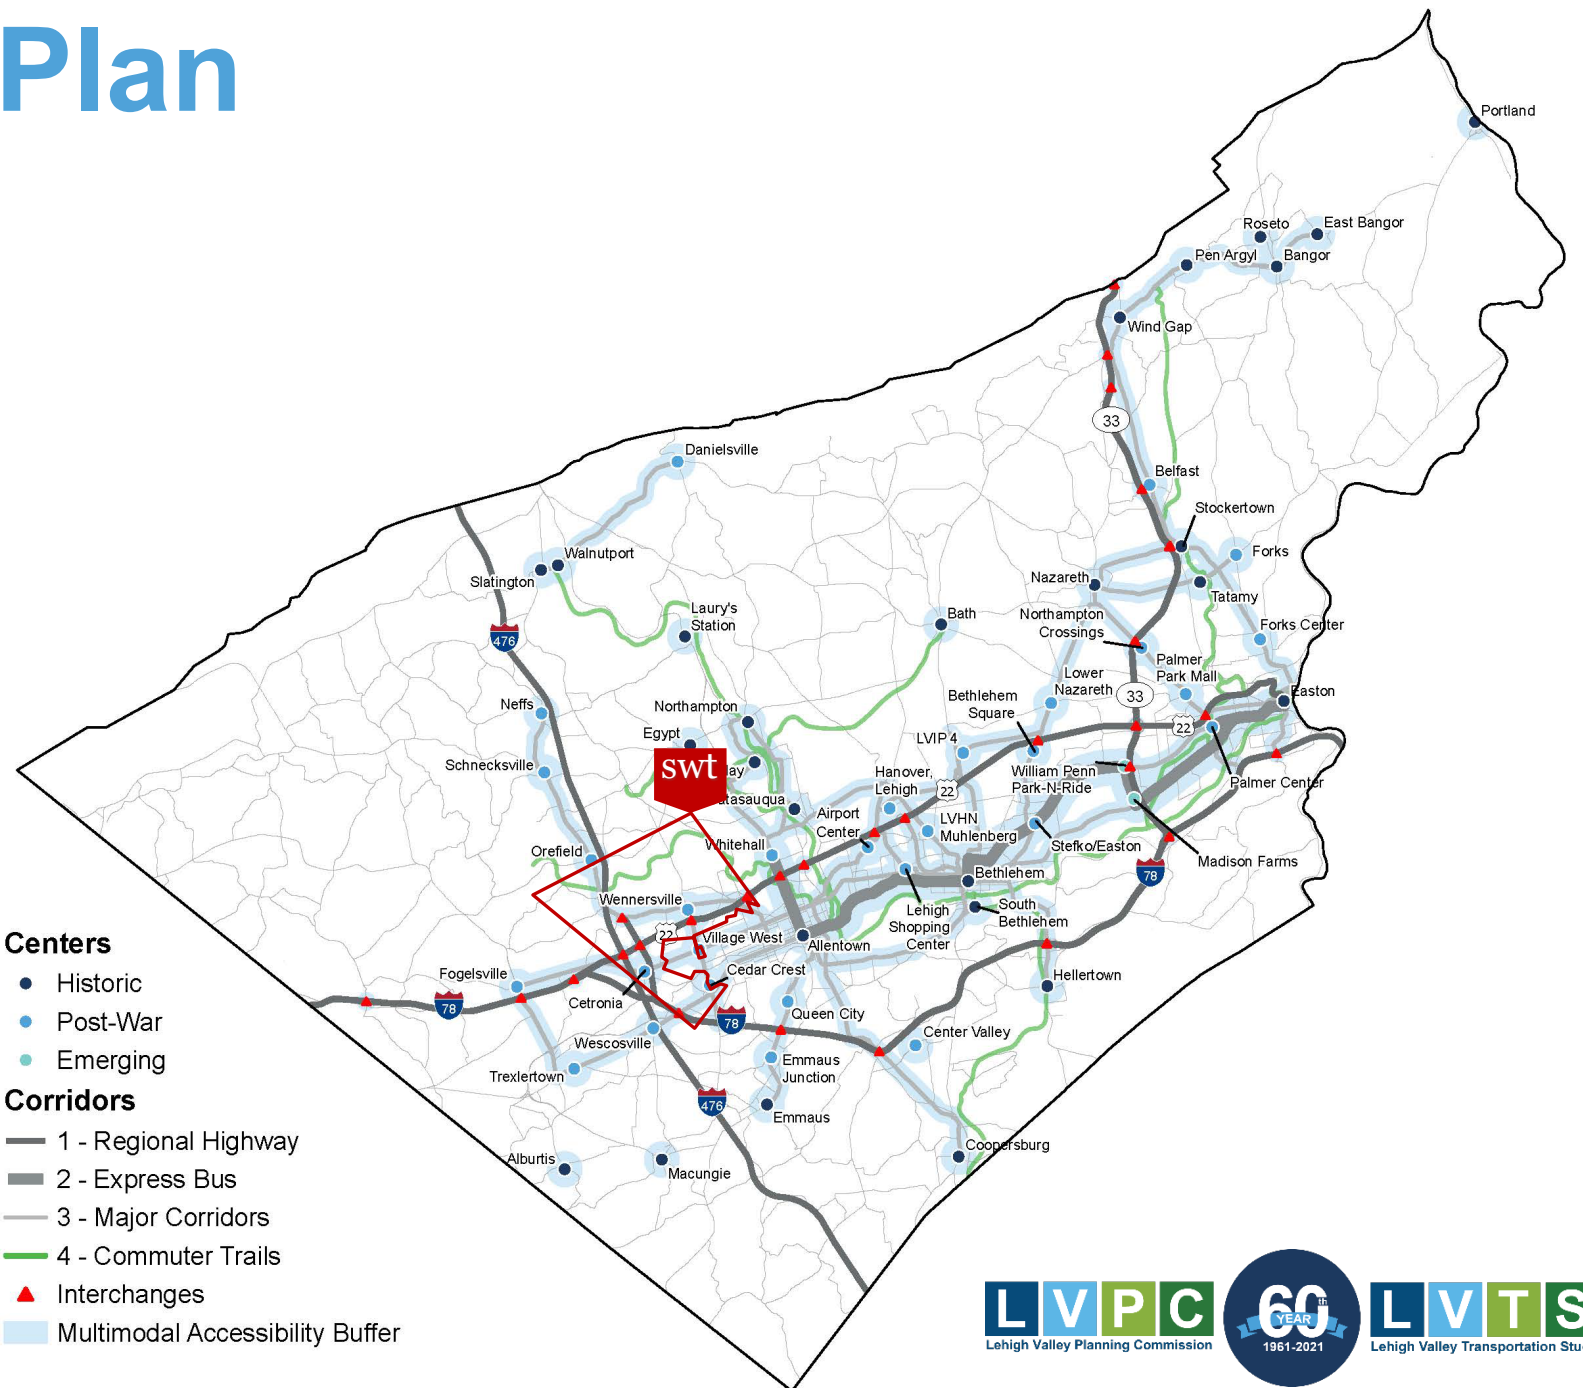 Plan
Portland
Roseto
East Bangor
Pen Argyl
Bangor
Wind Gap
33
Danielsville
Belfast
Stockertown
Walnutport
Forks
Slatington
Nazareth
Tatamy
Laury's
Station
Bath
Northampton
Crossings
Forks Center
476
Palmer
Park Mall
Lower
Nazareth
33
Easton
Neffs
Northampton
Bethlehem
Square
22
Egypt
LVIP 4
swt
Schnecksville
Hanover,
Lehigh
William Penn
Park-N-Ride
Palmer Center
22
Airport
Center
LVHN
Muhlenberg
Whitehall
Stefko/Easton
Orefield
Madison Farms
78
Bethlehem
Wennersville
South
Bethlehem
Lehigh
Shopping
Center
22
Village West
Allentown
Cedar Crest
Fogelsville
Hellertown
Cetronia
78
78
Queen City
Center Valley
Wescosville
Trexlertown
Emmaus
Junction
476
Emmaus
Coopersburg
Alburtis
Macungie
Centers
Historic
Post-War
Emerging
Corridors
1 - Regional Highway
2 - Express Bus
3 - Major Corridors
4 - Commuter Trails
Interchanges
Multimodal Accessibility Buffer
LVPC
Lehigh Valley Planning Commission
60th
YEAR
1961-2021
LVTS
Lehigh Valley Transportation Stu